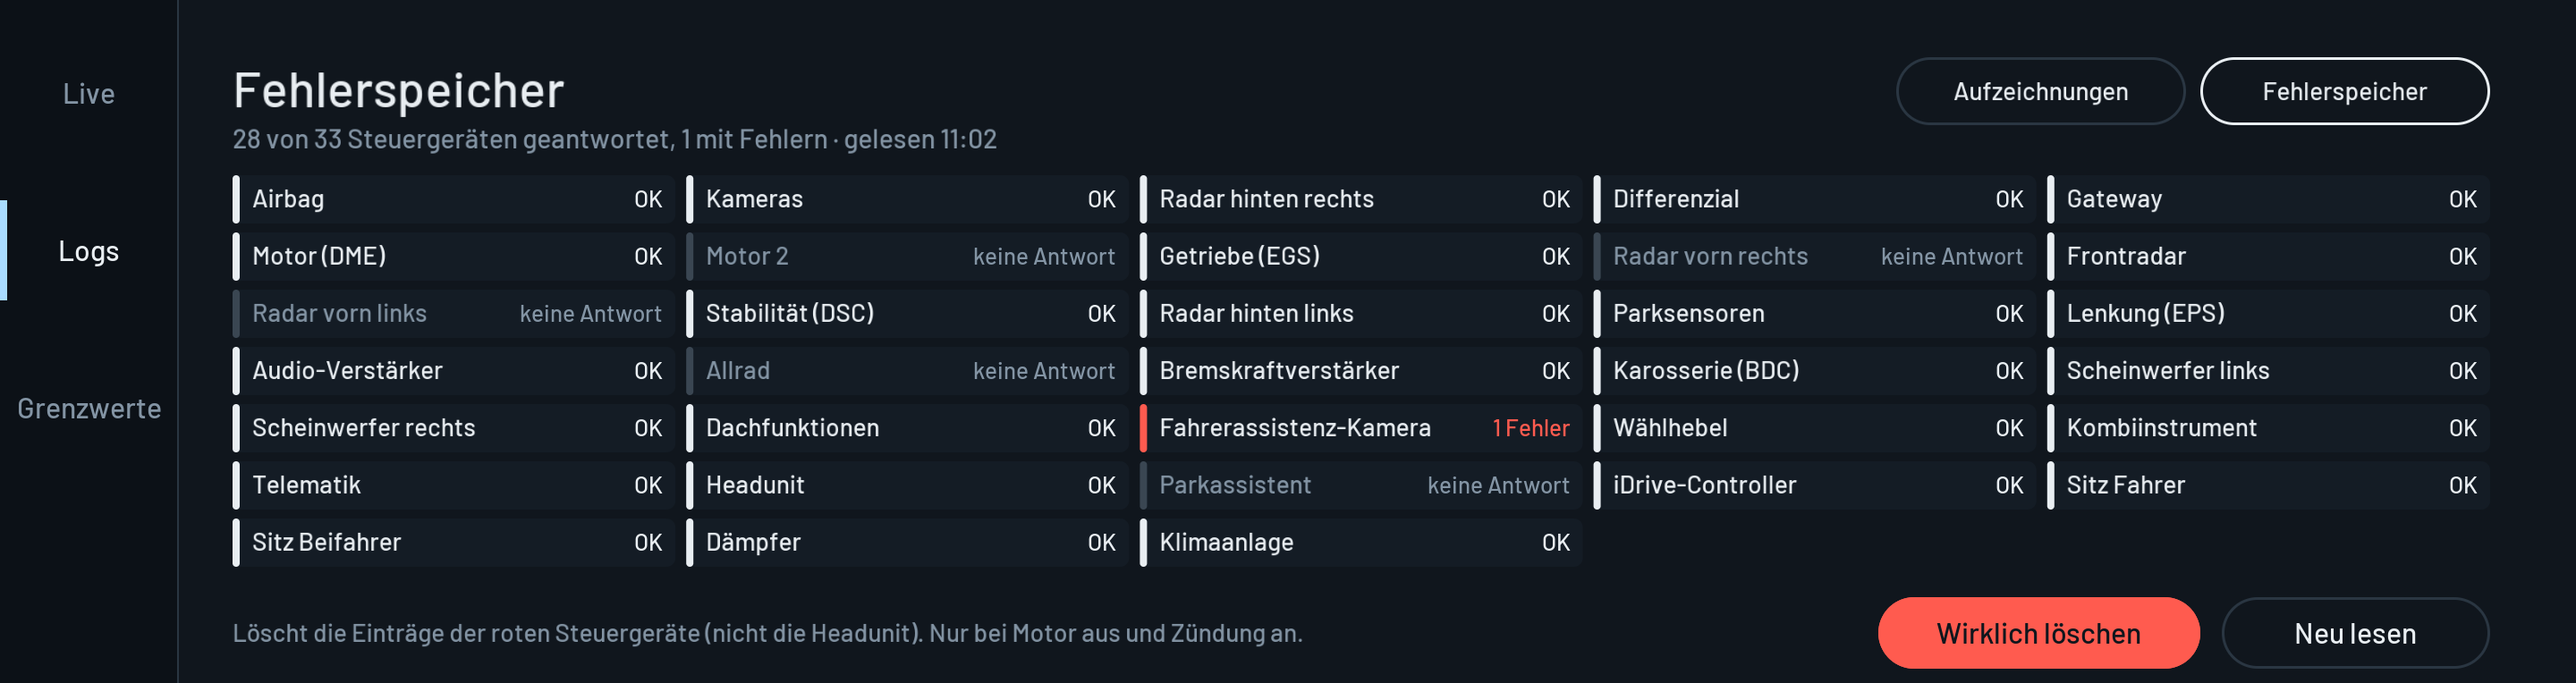 Live
Logs
Grenzwerte
Fehlerspeicher
28 von 33 Steuergeräten geantwortet, 1 mit Fehlern · gelesen 11:02
Aufzeichnungen
Fehlerspeicher
Airbag OK
Kameras OK
Radar hinten rechts OK
Differenzial OK
Gateway OK
Motor (DME) OK
Motor 2 keine Antwort
Getriebe (EGS) OK
Radar vorn rechts keine Antwort
Frontradar OK
Radar vorn links keine Antwort
Stabilität (DSC) OK
Radar hinten links OK
Parksensoren OK
Lenkung (EPS) OK
Audio-Verstärker OK
Allrad keine Antwort
Bremskraftverstärker OK
Karosserie (BDC) OK
Scheinwerfer links OK
Scheinwerfer rechts OK
Dachfunktionen OK
Fahrerassistenz-Kamera 1 Fehler
Wählhebel OK
Kombiinstrument OK
Telematik OK
Headunit OK
Parkassistent keine Antwort
iDrive-Controller OK
Sitz Fahrer OK
Sitz Beifahrer OK
Dämpfer OK
Klimaanlage OK
Löscht die Einträge der roten Steuergeräte (nicht die Headunit). Nur bei Motor aus und Zündung an.
Wirklich löschen
Neu lesen